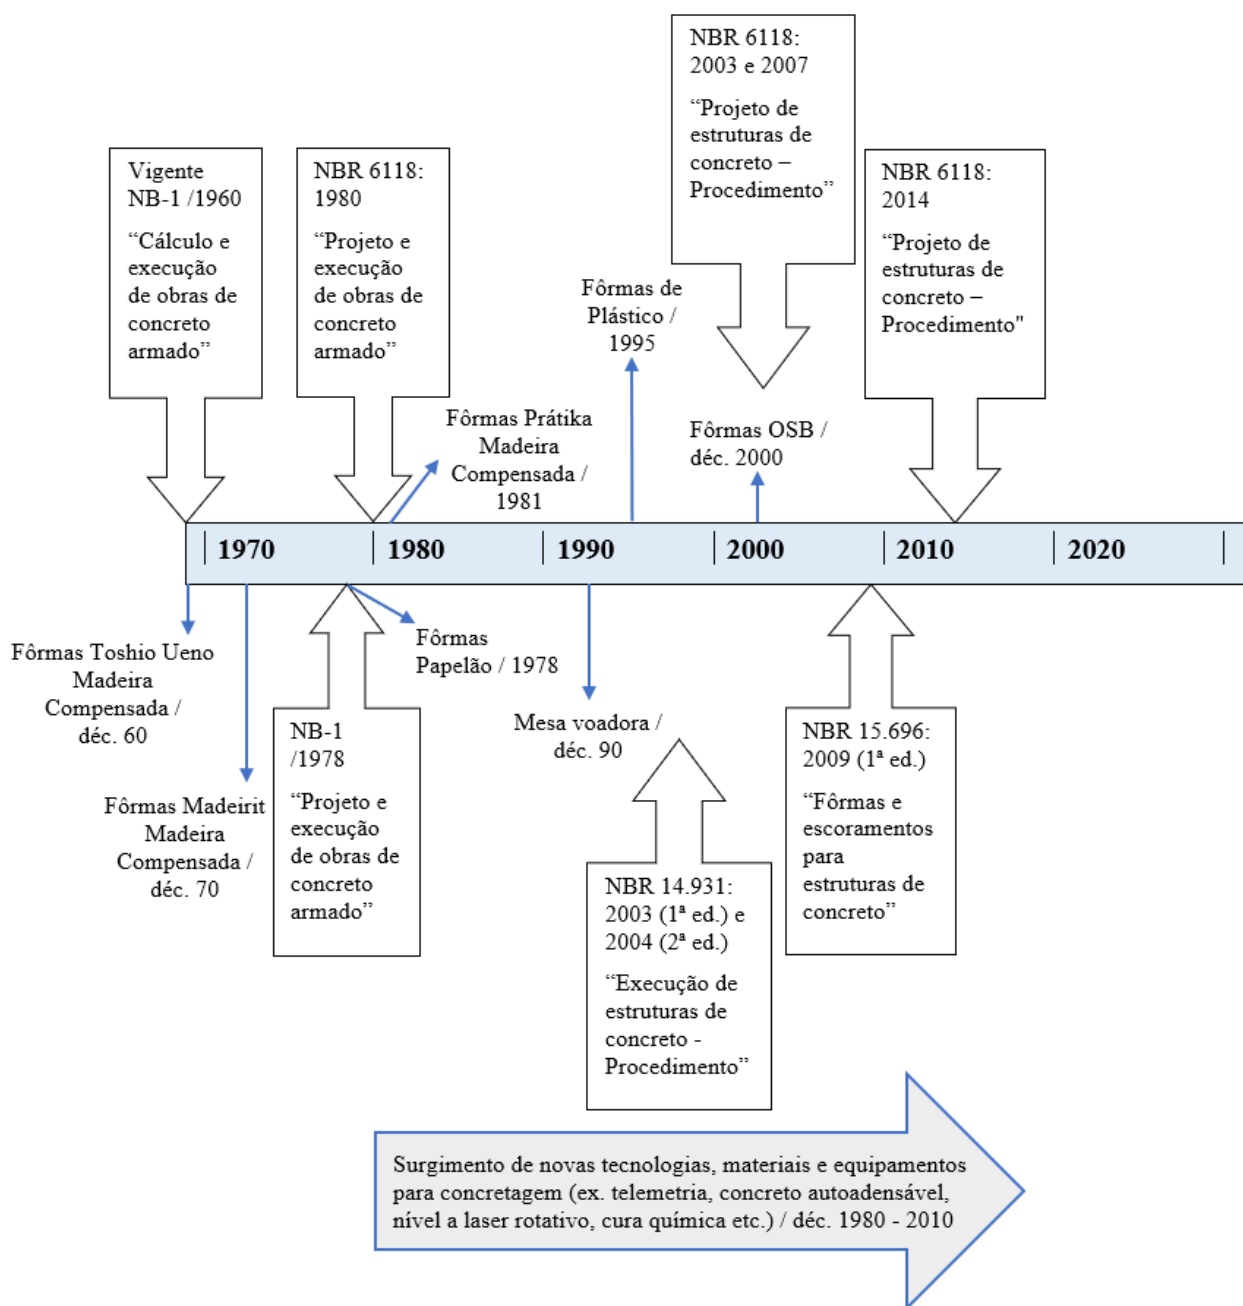 NBR 6118:
2003 e 2007
“Projeto de
estruturas de
concreto –
Procedimento”
Vigente
NB-1 /1960
“Cálculo e
execução
de obras de
concreto
armado”
NBR 6118:
1980
“Projeto e
execução
de obras de
concreto
armado”
NBR 6118:
2014
“Projeto de
estruturas de
concreto –
Procedimento"
Fôrmas de
Plástico /
1995
Fôrmas Prátika
Madeira
Compensada /
1981
Fôrmas OSB /
déc. 2000
1970
1980
1990
2000
2010
2020
Fôrmas Toshio Ueno
Madeira
Compensada /
déc. 60
Fôrmas Madeirit
Madeira
Compensada /
déc. 70
Fôrmas
Papelão / 1978
NB-1
/1978
“Projeto e
execução
de obras de
concreto
armado”
Mesa voadora /
déc. 90
NBR 14.931:
2003 (1ª ed.) e
2004 (2ª ed.)
“Execução de
estruturas de
concreto -
Procedimento”
NBR 15.696:
2009 (1ª ed.)
“Fôrmas e
escoramentos
para
estruturas de
concreto”
Surgimento de novas tecnologias, materiais e equipamentos
para concretagem (ex. telemetria, concreto autoadensável,
nível a laser rotativo, cura química etc.) / déc. 1980 - 2010